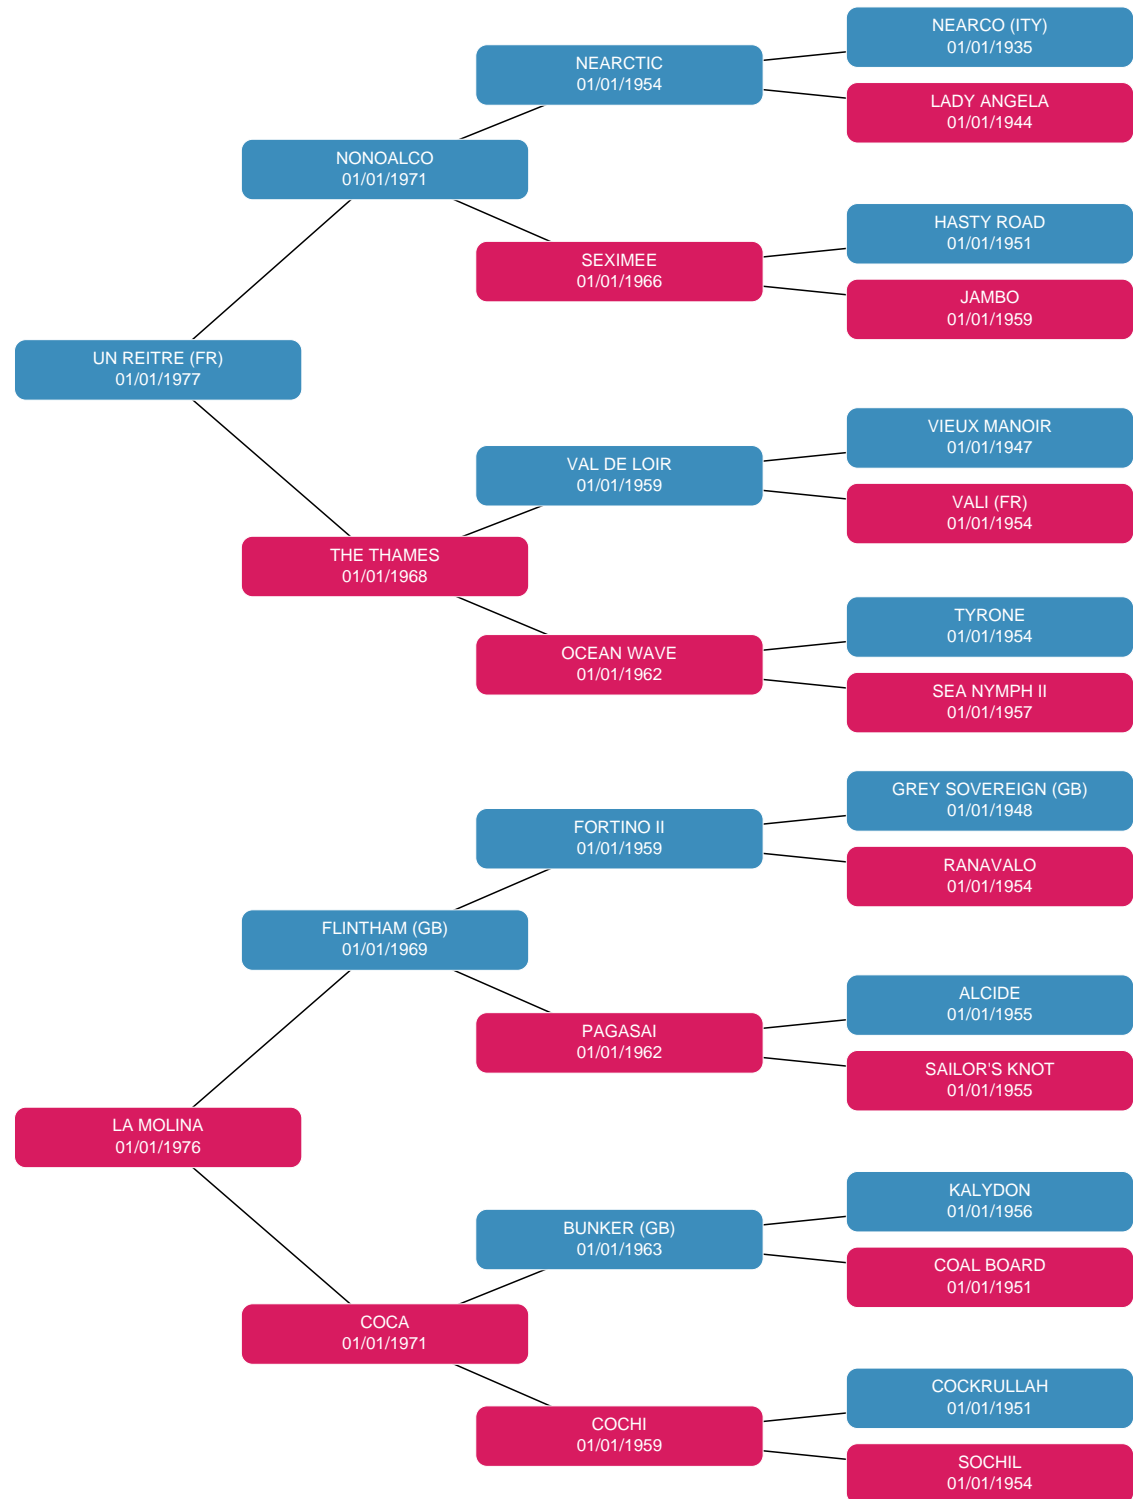 NEARCO (ITY)
01/01/1935
NEARCTIC
01/01/1954
LADY ANGELA
01/01/1944
NONOALCO
01/01/1971
HASTY ROAD
01/01/1951
SEXIMEE
01/01/1966
JAMBO
01/01/1959
UN REITRE (FR)
01/01/1977
VIEUX MANOIR
01/01/1947
VAL DE LOIR
01/01/1959
VALI (FR)
01/01/1954
THE THAMES
01/01/1968
TYRONE
01/01/1954
OCEAN WAVE
01/01/1962
SEA NYMPH II
01/01/1957
GREY SOVEREIGN (GB)
01/01/1948
FORTINO II
01/01/1959
RANAVALO
01/01/1954
FLINTHAM (GB)
01/01/1969
ALCIDE
01/01/1955
PAGASAI
01/01/1962
SAILOR'S KNOT
01/01/1955
LA MOLINA
01/01/1976
KALYDON
01/01/1956
BUNKER (GB)
01/01/1963
COAL BOARD
01/01/1951
COCA
01/01/1971
COCKRULLAH
01/01/1951
COCHI
01/01/1959
SOCHIL
01/01/1954